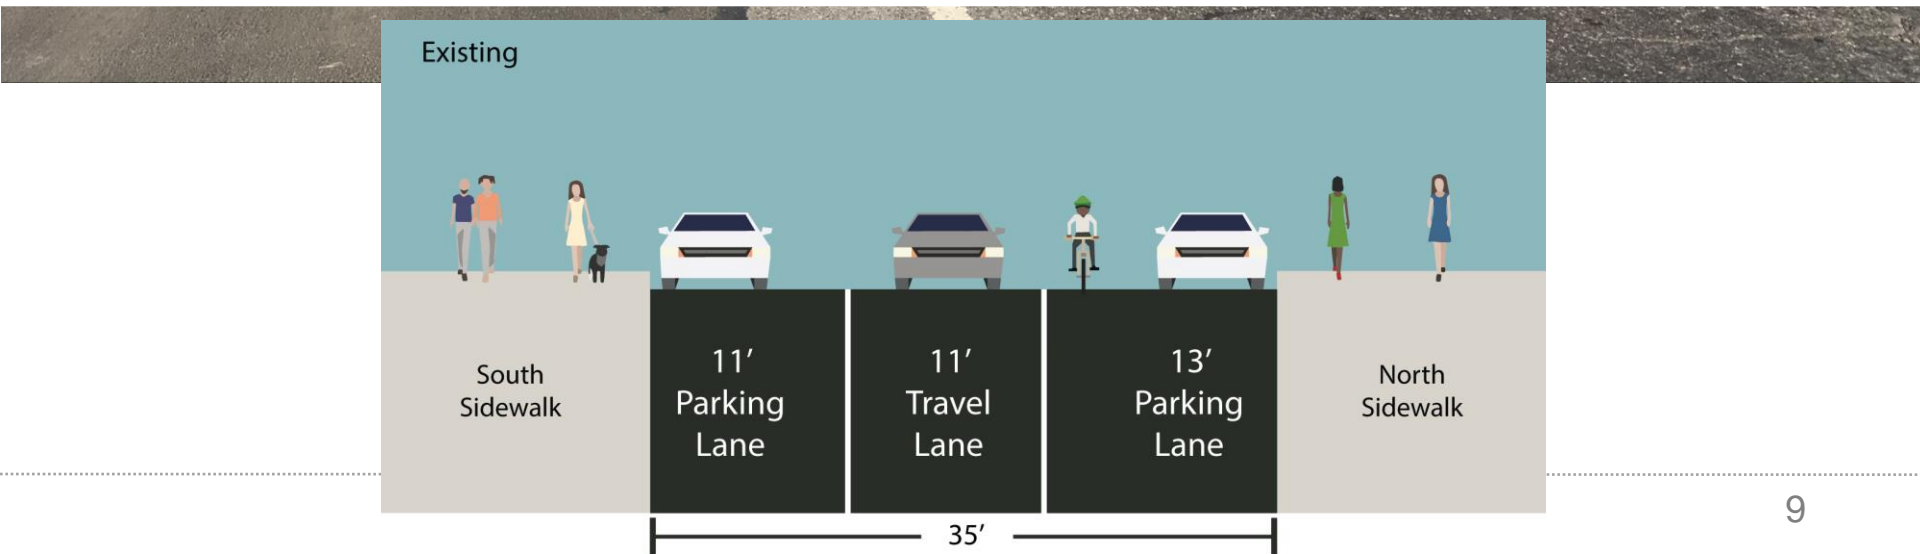 Existing
South
Sidewalk
11′
Parking
Lane
11′
Travel
Lane
13′
Parking
Lane
North
Sidewalk
35′
9